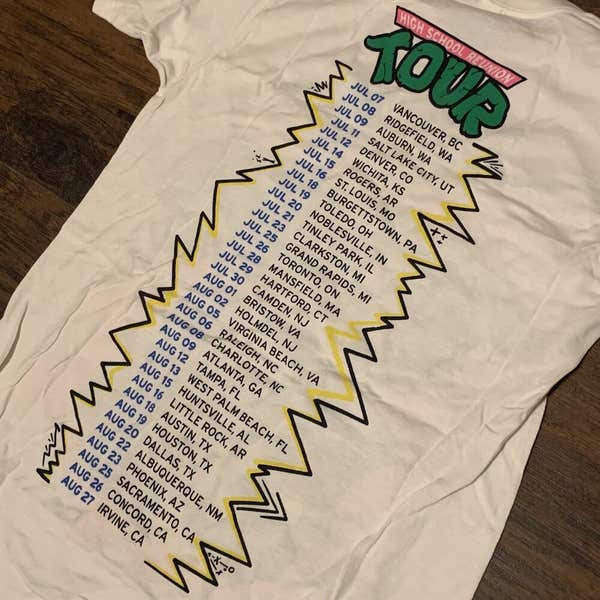 HIGH SCHOOL REUNION
TOUR
JUL 07 VANCOUVER, BC
JUL 08 RIDGEFIELD, WA
JUL 09 AUBURN, WA
JUL 11 SALT LAKE CITY, UT
JUL 12 DENVER, CO
JUL 14 WICHITA, KS
JUL 15 ROGERS, AR
JUL 16 ST. LOUIS, MO
JUL 18 BURGETTSTOWN, PA
JUL 19 TOLEDO, OH
JUL 20 NOBLESVILLE, IN
JUL 21 TINLEY PARK, IL
JUL 23 CLARKSTON, MI
JUL 25 GRAND RAPIDS, MI
JUL 26 TORONTO, ON
JUL 28 MANSFIELD, MA
JUL 29 HARTFORD, CT
JUL 30 CAMDEN, NJ
AUG 01 BRISTOW, VA
AUG 02 HOLMDEL, NJ
AUG 05 VIRGINIA BEACH, VA
AUG 06 RALEIGH, NC
AUG 08 CHARLOTTE, NC
AUG 09 ATLANTA, GA
AUG 12 TAMPA, FL
AUG 13 WEST PALM BEACH, FL
AUG 15 HUNTSVILLE, AL
AUG 16 LITTLE ROCK, AR
AUG 18 AUSTIN, TX
AUG 19 HOUSTON, TX
AUG 20 DALLAS, TX
AUG 22 ALBUQUERQUE, NM
AUG 23 PHOENIX, AZ
AUG 25 SACRAMENTO, CA
AUG 26 CONCORD, CA
AUG 27 IRVINE, CA